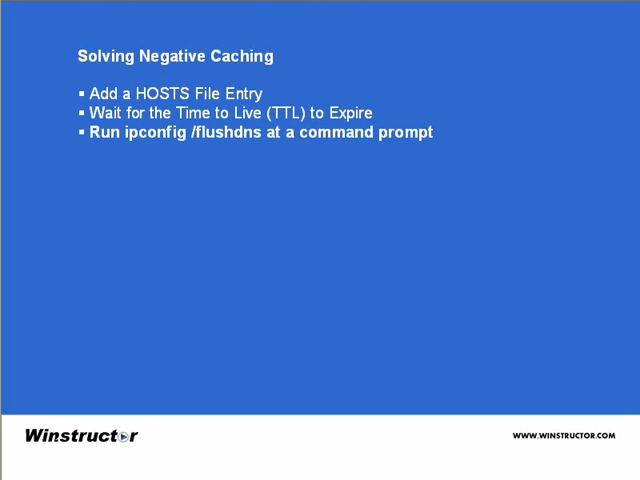 Solving Negative Caching
▪ Add a HOSTS File Entry
▪ Wait for the Time to Live (TTL) to Expire
▪ Run ipconfig /flushdns at a command prompt
Winstructor
WWW.WINSTRUCTOR.COM